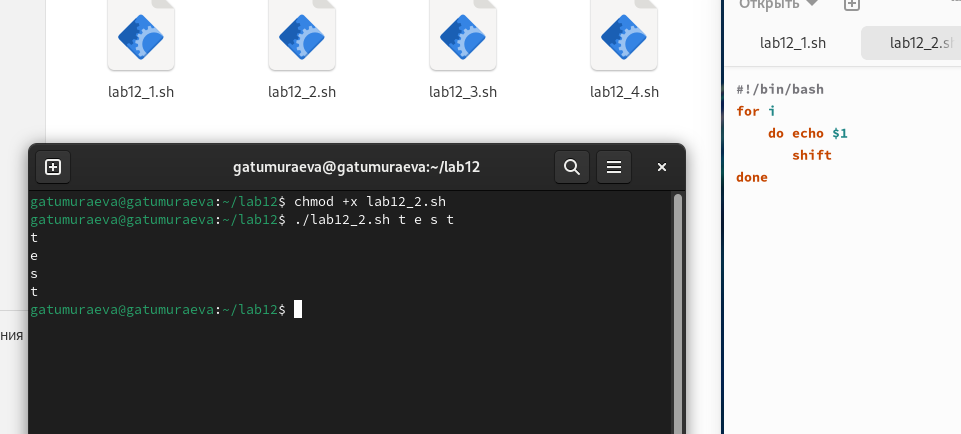 lab12_1.sh
lab12_2.sh
lab12_3.sh
lab12_4.sh
ния
gatumuraeva@gatumuraeva:~/lab12
gatumuraeva@gatumuraeva:~/lab12$ chmod +x lab12_2.sh
gatumuraeva@gatumuraeva:~/lab12$ ./lab12_2.sh t e s t
t
e
s
t
gatumuraeva@gatumuraeva:~/lab12$
Открыть
lab12_1.sh
lab12_2.sh
#!/bin/bash
for i
    do echo $1
       shift
done